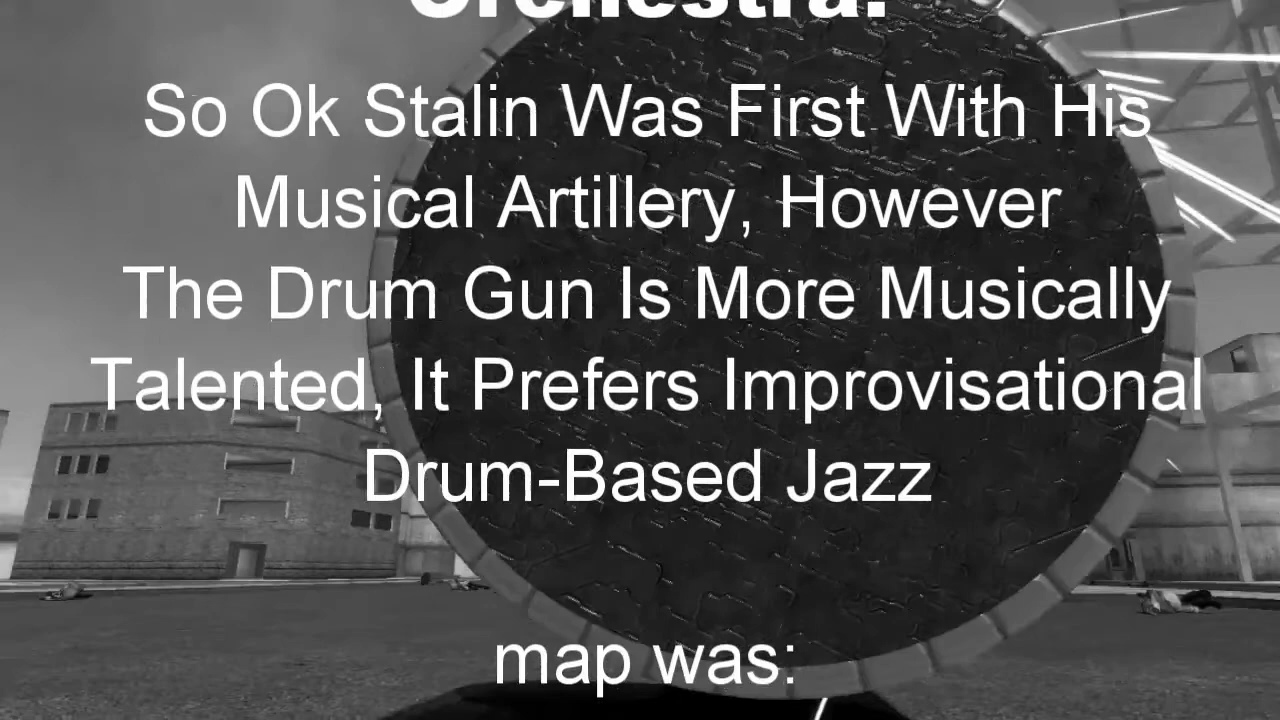 Orchestra:
So Ok Stalin Was First With His
Musical Artillery, However
The Drum Gun Is More Musically
Talented, It Prefers Improvisational
Drum-Based Jazz
map was: